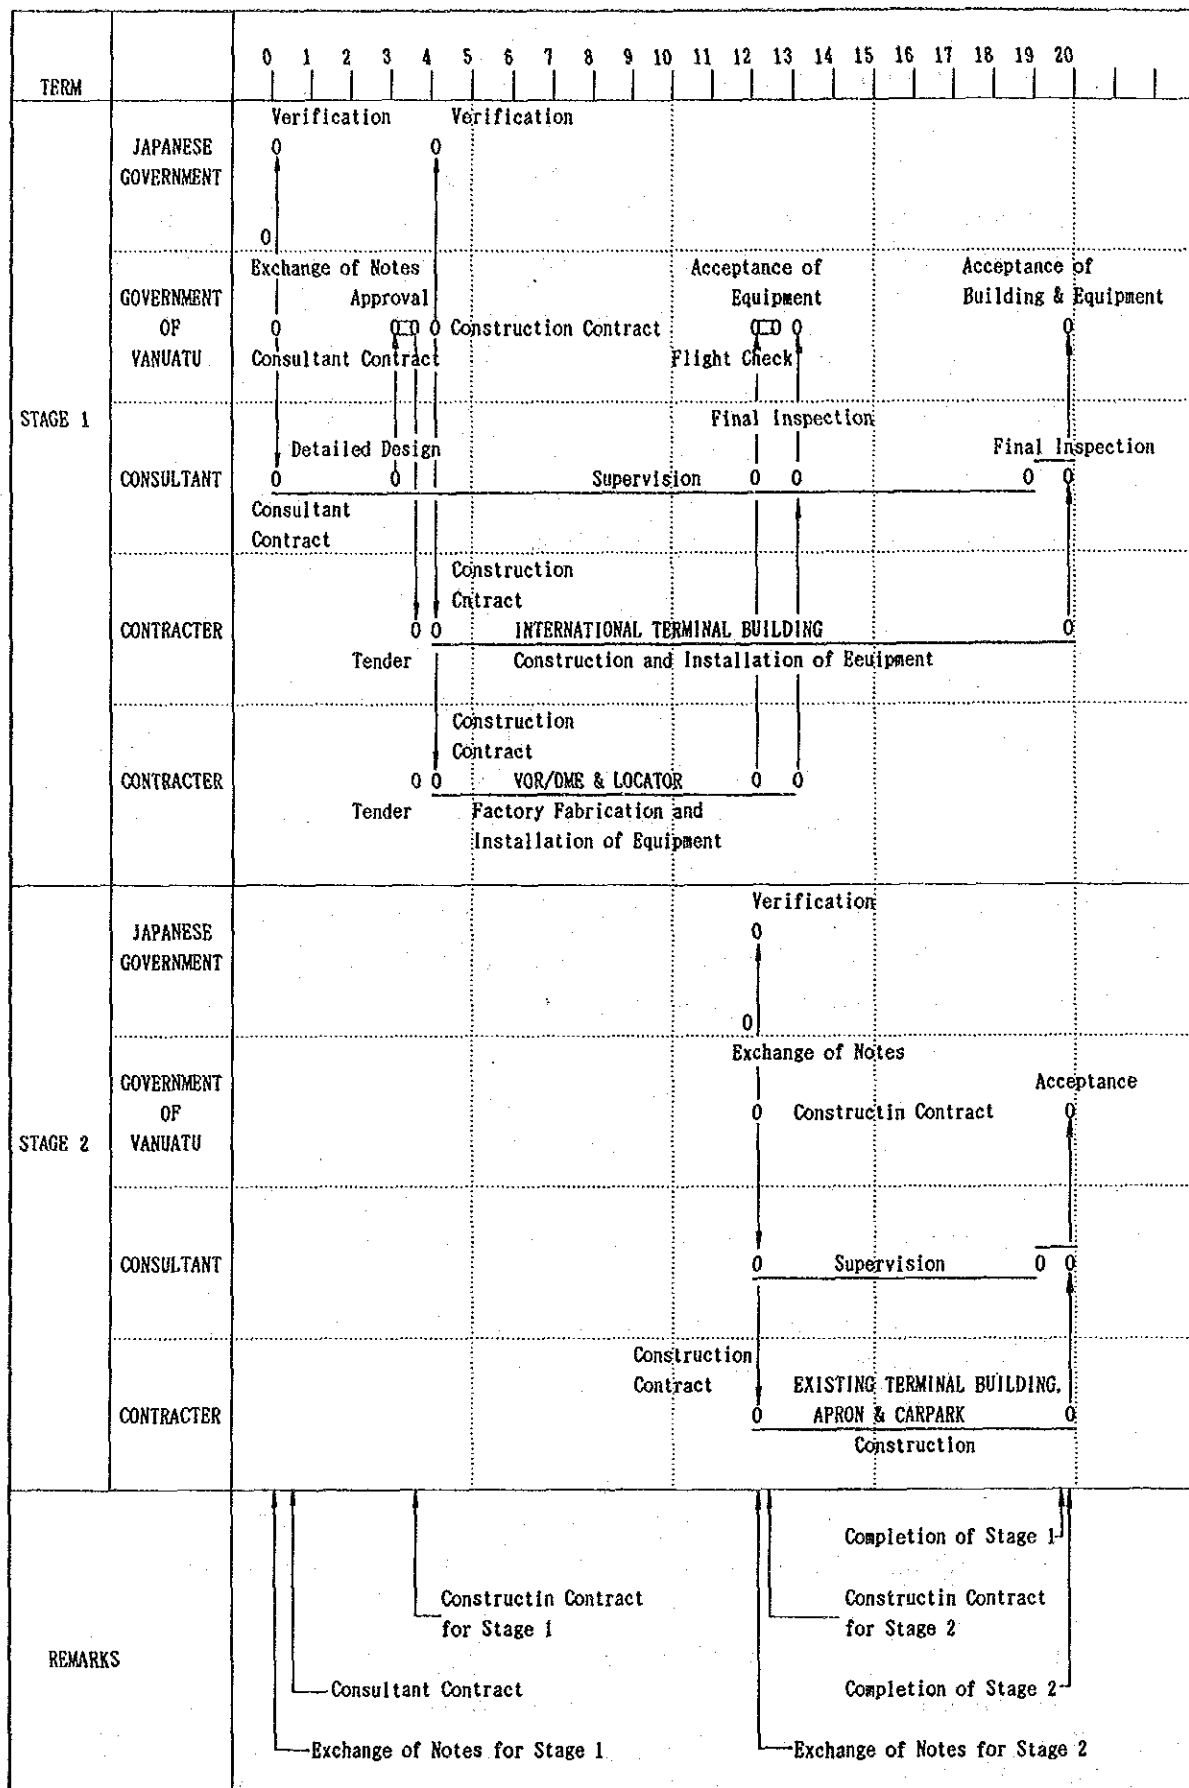 TERM
0 1 2 3 4 5 6 7 8 9 10 11 12 13 14 15 16 17 18 19 20
STAGE 1
JAPANESE
GOVERNMENT
Verification Verification
0 0
0
GOVERNMENT
OF
VANUATU
Exchange of Notes Acceptance of Acceptance of
Approval Equipment Building & Equipment
0 0 0 0 Construction Contract 0 0 0 0
Consultant Contract Flight Check
CONSULTANT
Final Inspection
Detailed Design Final Inspection
0 0 Supervision 0 0 0 0
Consultant
Contract
CONTRACTER
Construction
Cntract
0 0 INTERNATIONAL TERMINAL BUILDING 0
Tender Construction and Installation of Eeuipment
CONTRACTER
Construction
Contract
0 0 VOR/DME & LOCATOR 0 0
Tender Factory Fabrication and
Installation of Equipment
STAGE 2
JAPANESE
GOVERNMENT
Verification
0
0
GOVERNMENT
OF
VANUATU
Exchange of Notes
Acceptance
0 Constructin Contract 0
CONSULTANT
0 Supervision 0 0
CONTRACTER
Construction
Contract EXISTING TERMINAL BUILDING,
0 APRON & CARPARK 0
Construction
REMARKS
Completion of Stage 1
Constructin Contract Constructin Contract
for Stage 1 for Stage 2
Consultant Contract Completion of Stage 2
Exchange of Notes for Stage 1 Exchange of Notes for Stage 2